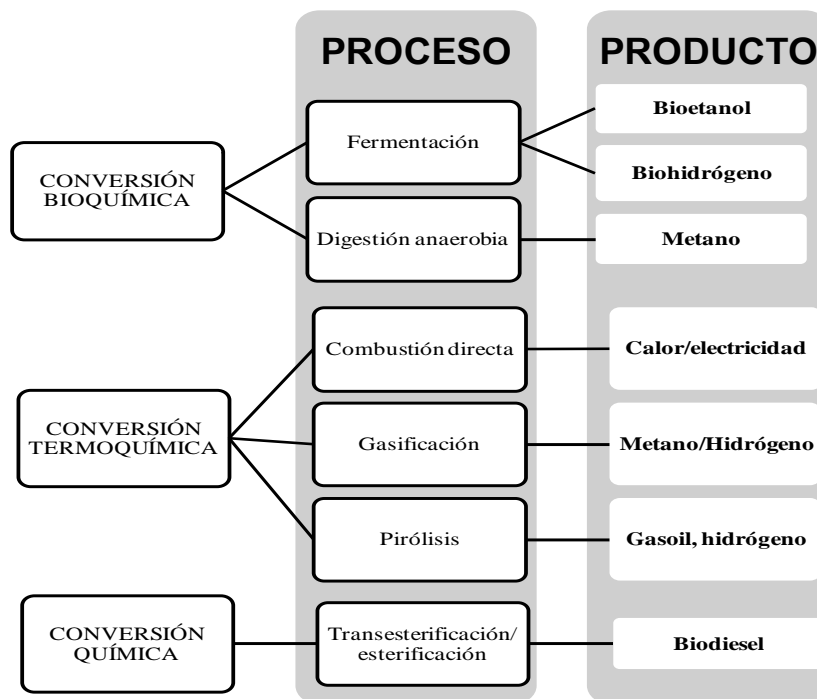 PROCESO
PRODUCTO
CONVERSIÓN
BIOQUÍMICA
Fermentación
Bioetanol
Biohidrógeno
Digestión anaerobia
Metano
CONVERSIÓN
TERMOQUÍMICA
Combustión directa
Calor/electricidad
Gasificación
Metano/Hidrógeno
Pirólisis
Gasoil, hidrógeno
CONVERSIÓN
QUÍMICA
Transesterificación/
esterificación
Biodiesel